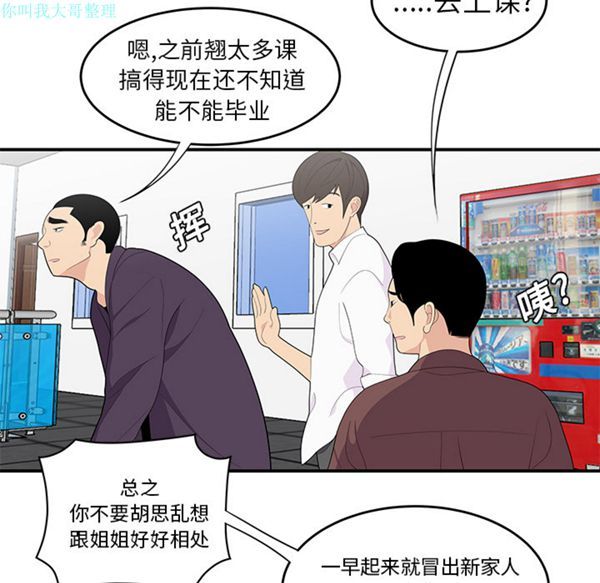 你叫我大哥整理
.....去上课?
嗯,之前翘太多课
搞得现在还不知道
能不能毕业
挥
咦?
总之
你不要胡思乱想
跟姐姐好好相处
一早起来就冒出新家人